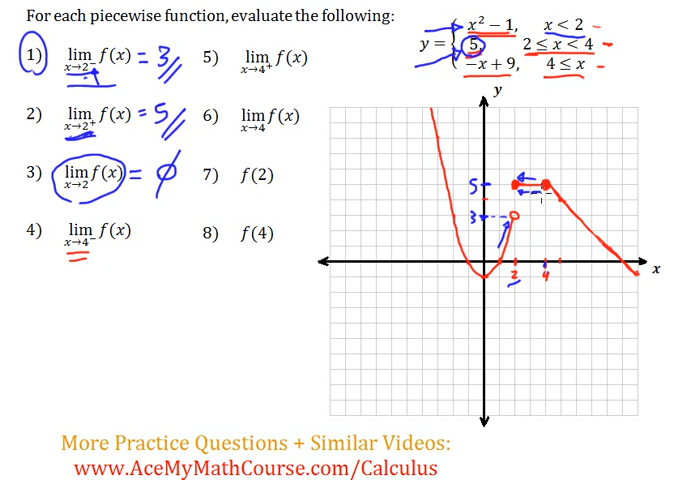 For each piecewise function, evaluate the following:
y = { x² − 1, x < 2
5, 2 ≤ x < 4
−x + 9, 4 ≤ x
1) lim x→2⁻ f(x) = 3
2) lim x→2⁺ f(x) = 5
3) lim x→2 f(x) = ϕ
4) lim x→4⁻ f(x)
5) lim x→4⁺ f(x)
6) lim x→4 f(x)
7) f(2)
8) f(4)
y
5
3
2 4
x
More Practice Questions + Similar Videos:
www.AceMyMathCourse.com/Calculus